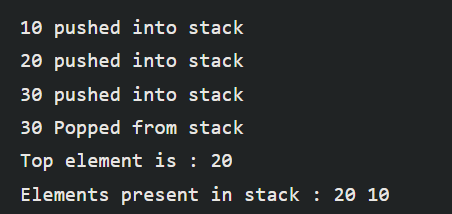 10 pushed into stack
20 pushed into stack
30 pushed into stack
30 Popped from stack
Top element is : 20
Elements present in stack : 20 10